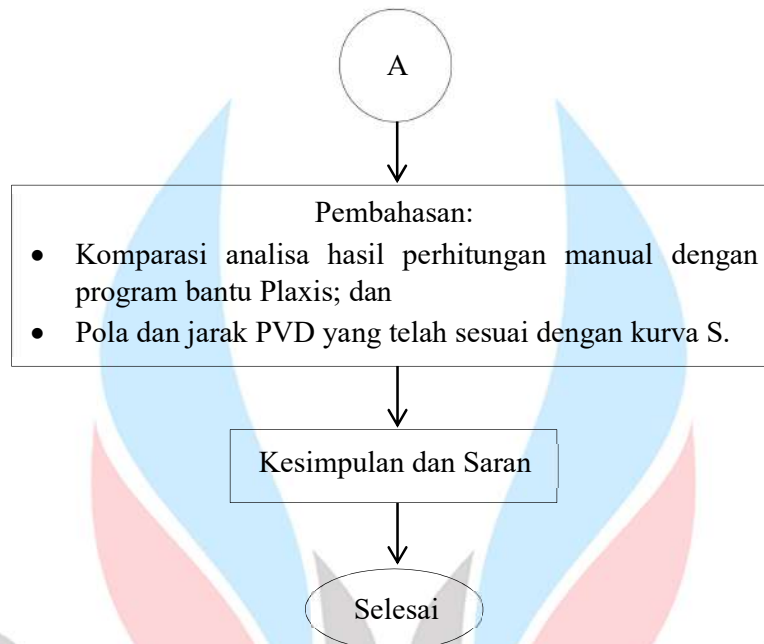 A
Pembahasan:
• Komparasi analisa hasil perhitungan manual dengan
program bantu Plaxis; dan
• Pola dan jarak PVD yang telah sesuai dengan kurva S.
Kesimpulan dan Saran
Selesai